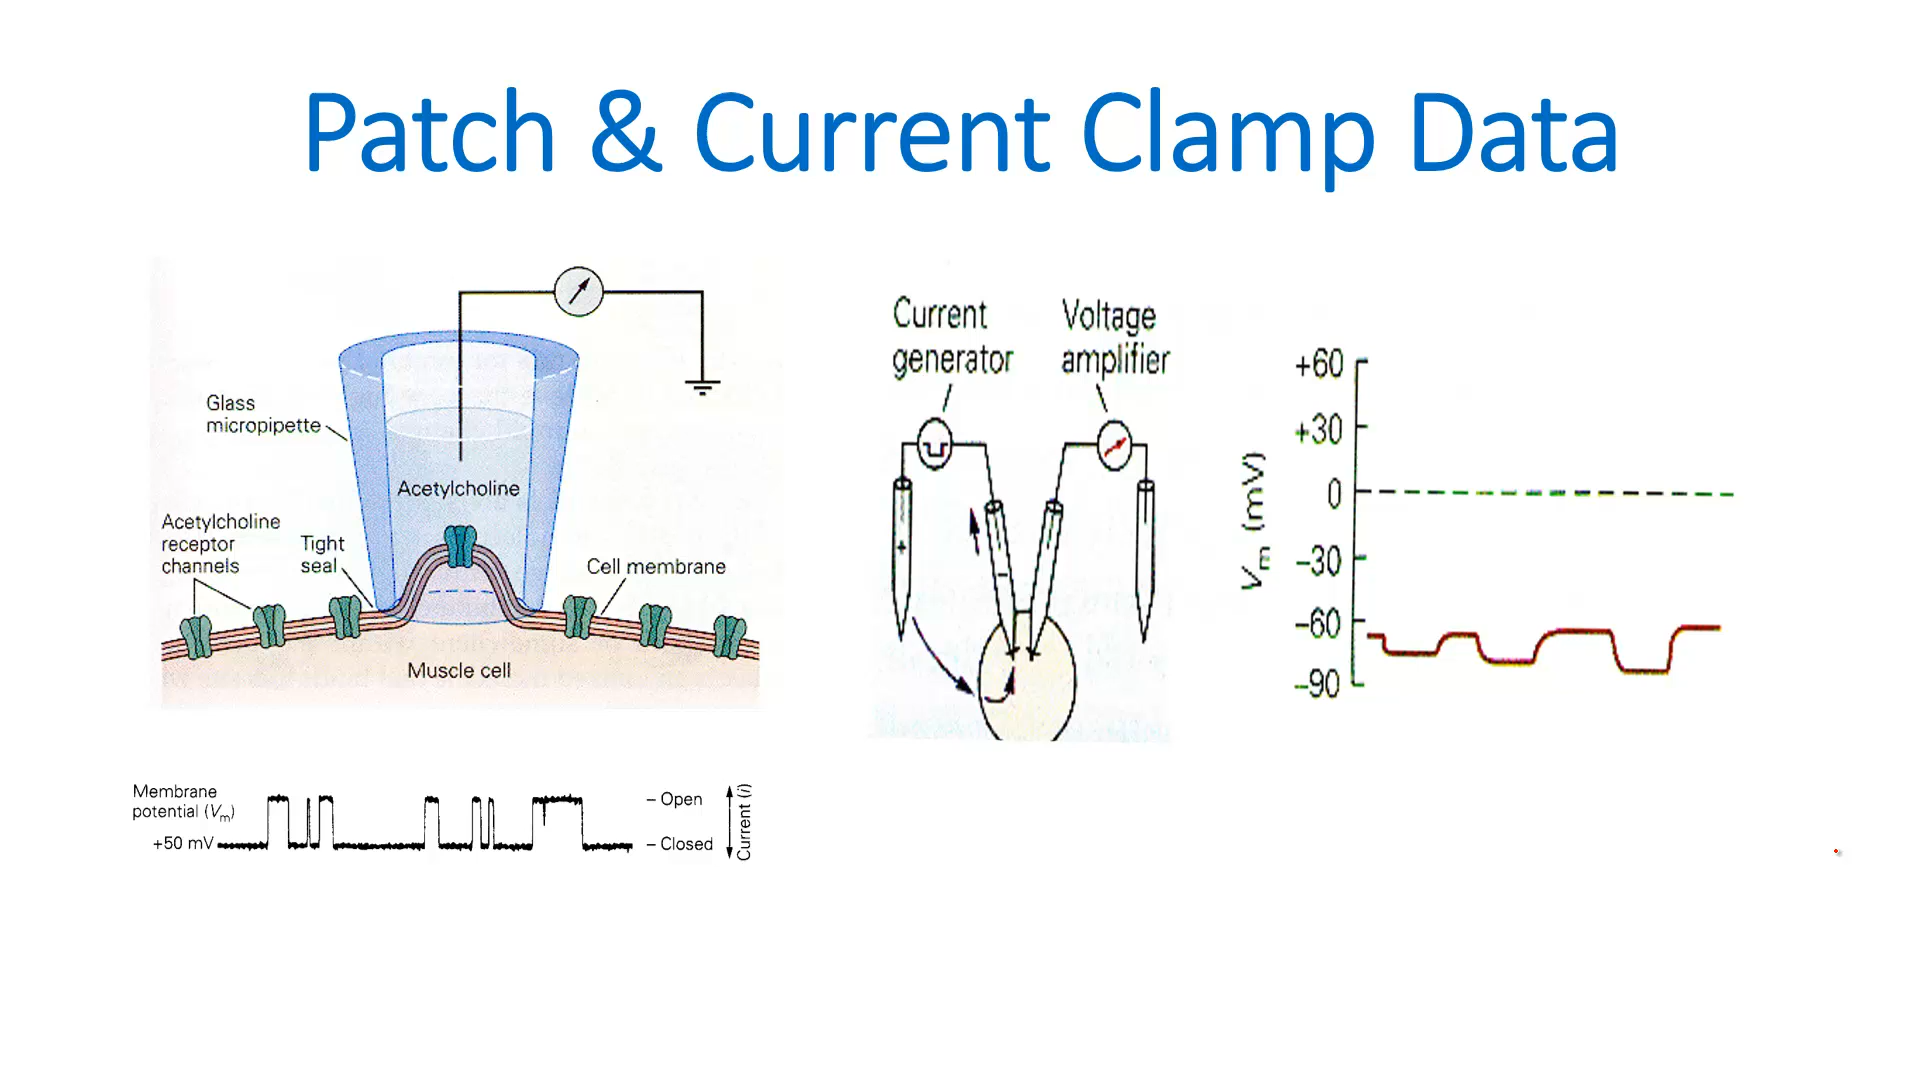 Patch & Current Clamp Data
Glass
micropipette
Acetylcholine
Acetylcholine
receptor
channels
Tight
seal
Cell membrane
Muscle cell
Membrane
potential (Vm)
+50 mV
– Open
– Closed
Current (i)
Current
generator
Voltage
amplifier
+
–
Vm (mV)
+60
+30
0
–30
–60
–90